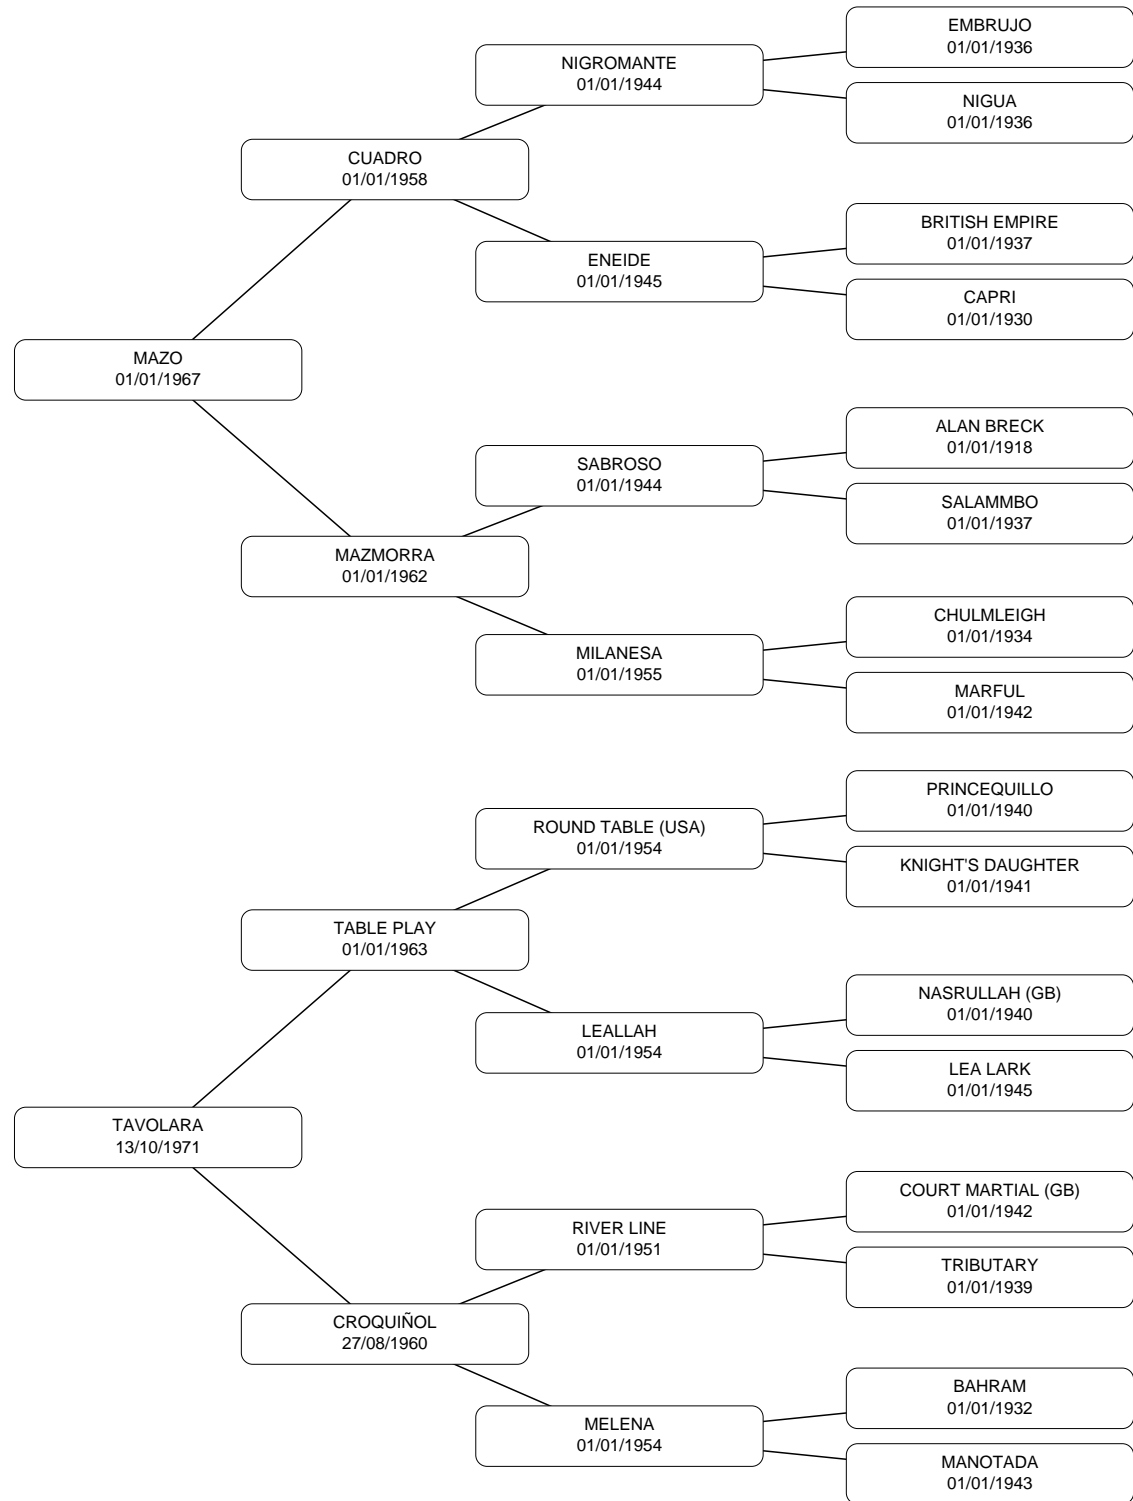 EMBRUJO
01/01/1936
NIGROMANTE
01/01/1944
NIGUA
01/01/1936
CUADRO
01/01/1958
BRITISH EMPIRE
01/01/1937
ENEIDE
01/01/1945
CAPRI
01/01/1930
MAZO
01/01/1967
ALAN BRECK
01/01/1918
SABROSO
01/01/1944
SALAMMBO
01/01/1937
MAZMORRA
01/01/1962
CHULMLEIGH
01/01/1934
MILANESA
01/01/1955
MARFUL
01/01/1942
PRINCEQUILLO
01/01/1940
ROUND TABLE (USA)
01/01/1954
KNIGHT'S DAUGHTER
01/01/1941
TABLE PLAY
01/01/1963
NASRULLAH (GB)
01/01/1940
LEALLAH
01/01/1954
LEA LARK
01/01/1945
TAVOLARA
13/10/1971
COURT MARTIAL (GB)
01/01/1942
RIVER LINE
01/01/1951
TRIBUTARY
01/01/1939
CROQUIÑOL
27/08/1960
BAHRAM
01/01/1932
MELENA
01/01/1954
MANOTADA
01/01/1943